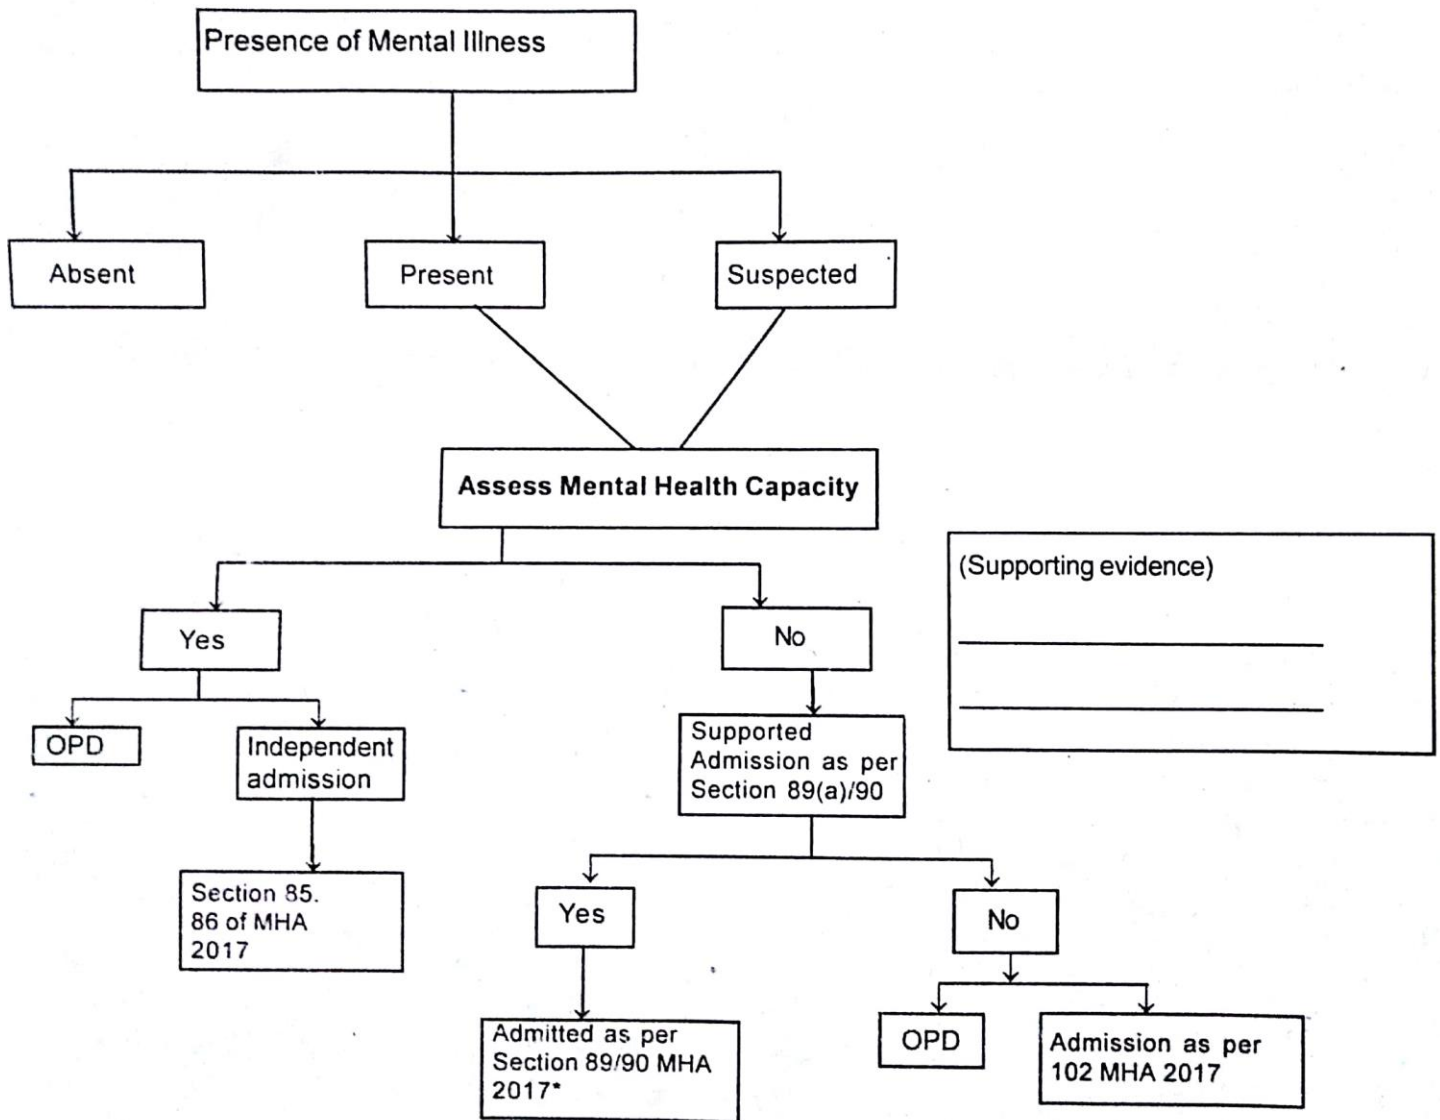 Presence of Mental Illness
Absent
Present
Suspected
Assess Mental Health Capacity
(Supporting evidence)
Yes
No
OPD
Independent
admission
Supported
Admission as per
Section 89(a)/90
Section 85.
86 of MHA
2017
Yes
No
Admitted as per
Section 89/90 MHA
2017*
OPD
Admission as per
102 MHA 2017